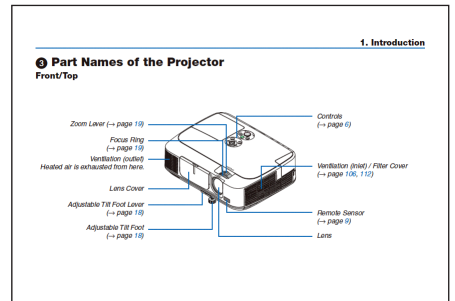 1. Introduction
❸ Part Names of the Projector
Front/Top
Zoom Lever (→ page 19)
Focus Ring
(→ page 19)
Ventilation (outlet)
Heated air is exhausted from here.
Lens Cover
Adjustable Tilt Foot Lever
(→ page 18)
Adjustable Tilt Foot
(→ page 18)
Controls
(→ page 6)
Ventilation (inlet) / Filter Cover
(→ page 106, 112)
Remote Sensor
(→ page 9)
Lens